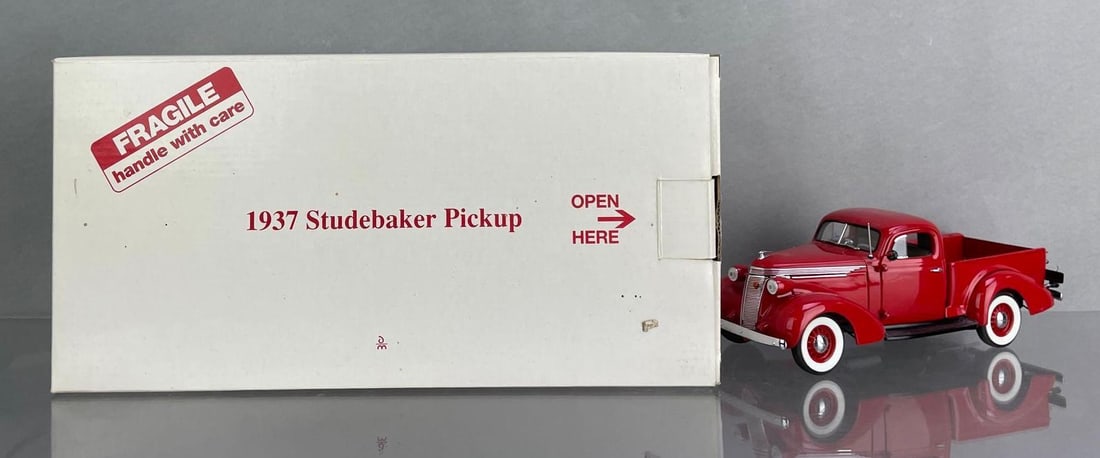 FRAGILE
handle with care
1937 Studebaker Pickup
OPEN
HERE